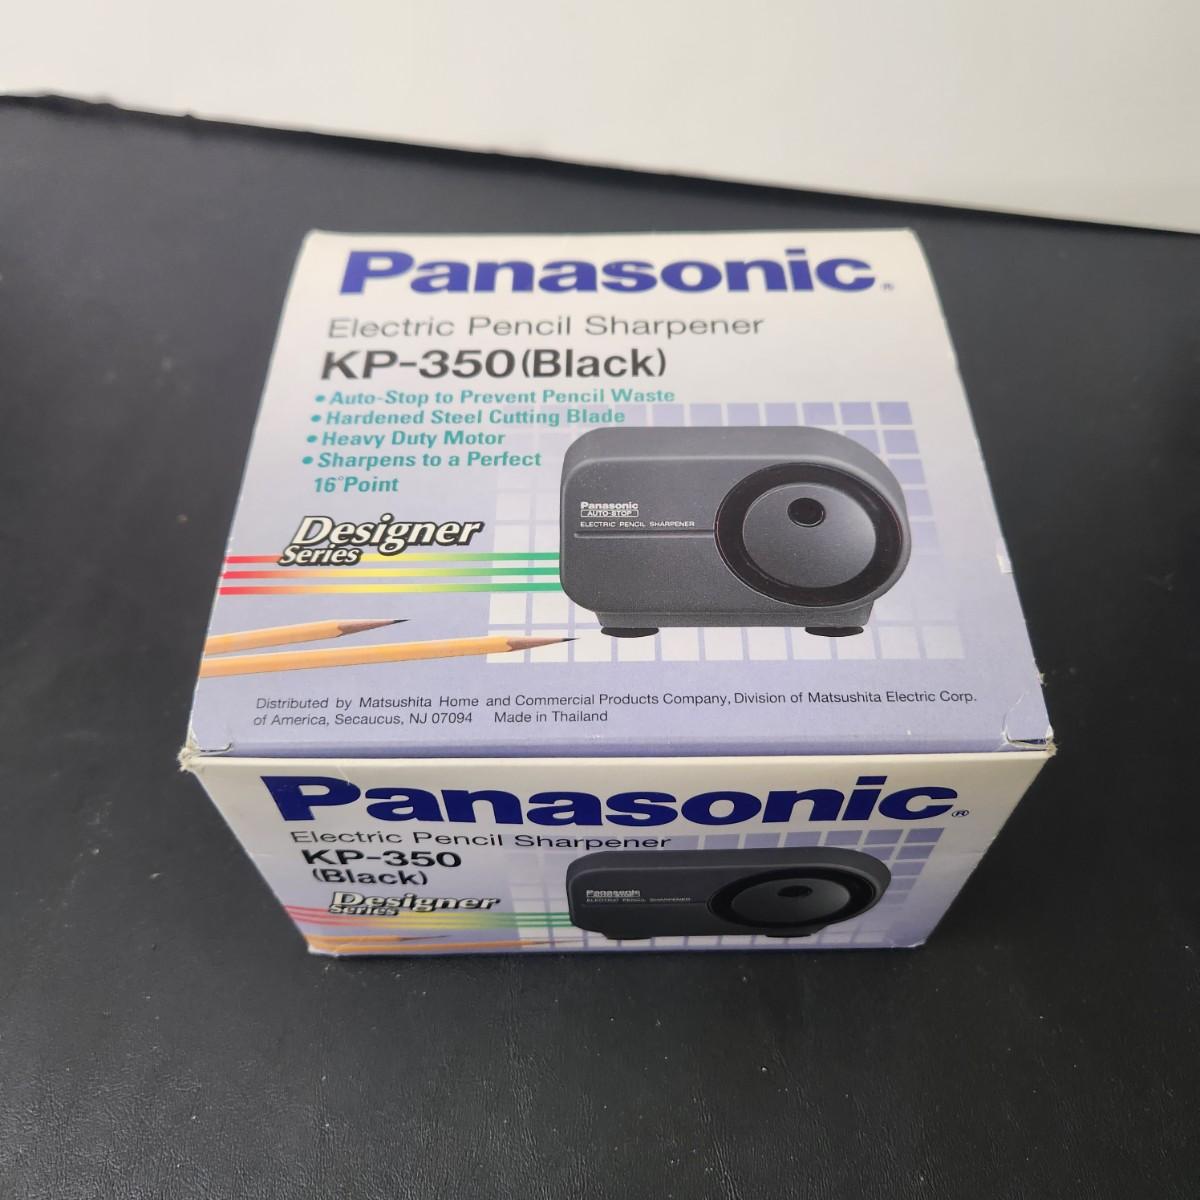 Panasonic®
Electric Pencil Sharpener
KP-350 (Black)
• Auto-Stop to Prevent Pencil Waste
• Hardened Steel Cutting Blade
• Heavy Duty Motor
• Sharpens to a Perfect
16° Point
Designer
Series
Panasonic
AUTO-STOP
ELECTRIC PENCIL SHARPENER
Distributed by Matsushita Home and Commercial Products Company, Division of Matsushita Electric Corp.
of America, Secaucus, NJ 07094 Made in Thailand
Panasonic®
Electric Pencil Sharpener
KP-350
(Black)
Designer
Series
Panasonic
AUTO-STOP
ELECTRIC PENCIL SHARPENER